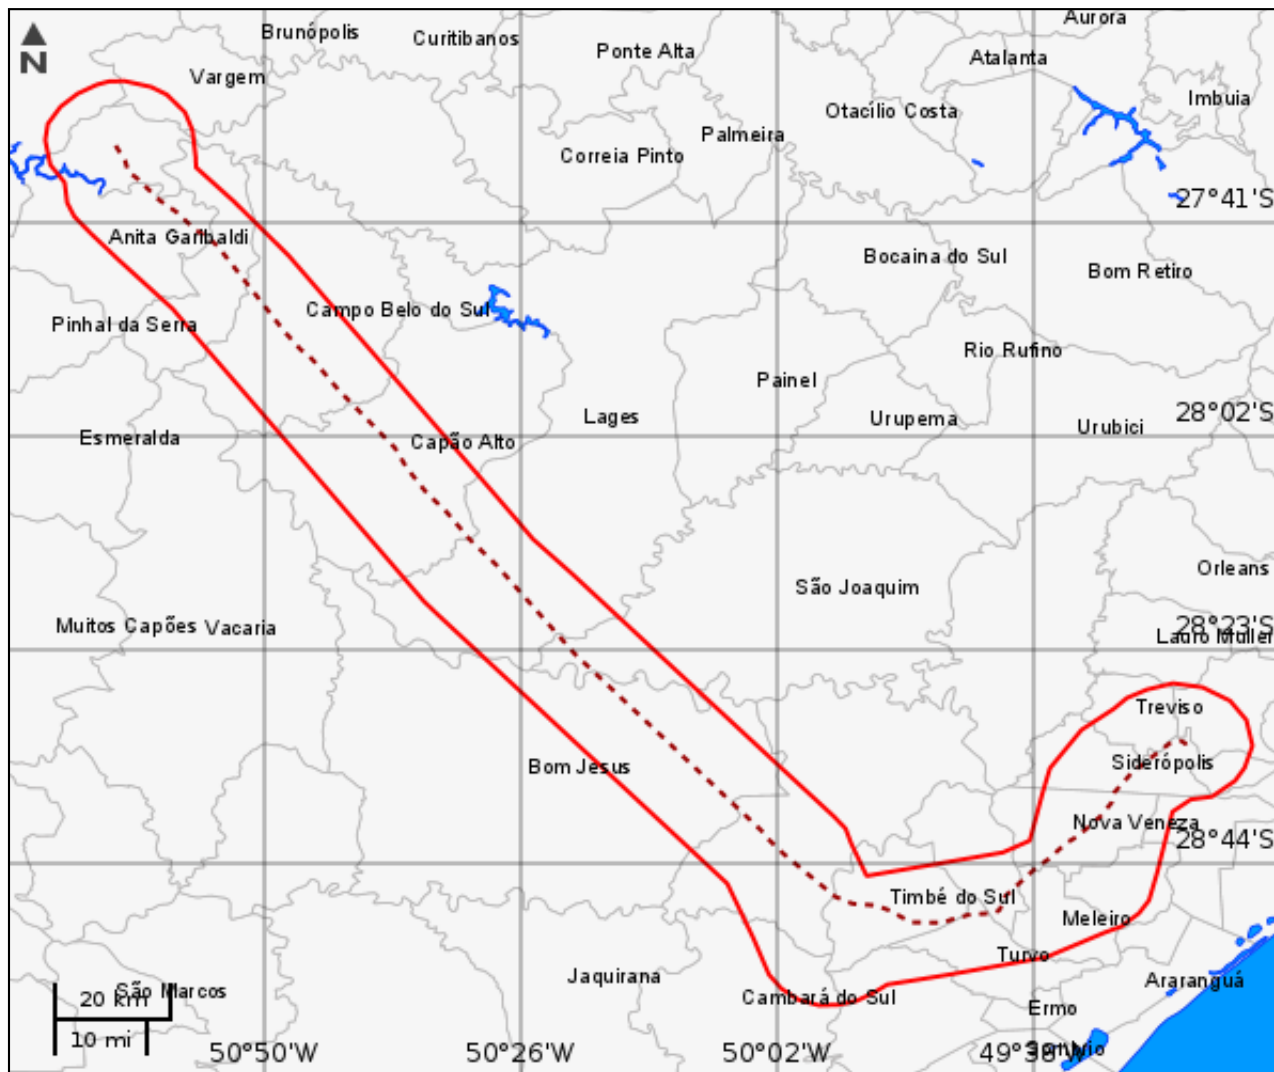 Aurora
Brunópolis
Curitibanos
Ponte Alta
Atalanta
N
Vargem
Imbuia
Otacílio Costa
Palmeira
Correia Pinto
27°41'S
Anita Garibaldi
Bocaina do Sul
Bom Retiro
Campo Belo do Sul
Pinhal da Serra
Rio Rufino
Painel
28°02'S
Lages
Urupema
Urubici
Esmeralda
Capão Alto
Orleans
São Joaquim
Muitos Capões
Vacaria
28°23'S
Lauro Muller
Treviso
Siderópolis
Bom Jesus
Nova Veneza
28°44'S
Timbé do Sul
Meleiro
Turvo
Jaquirana
Araranguá
São Marcos
Cambará do Sul
20 km
Ermo
10 mi
50°50'W
50°26'W
50°02'W
49°38'W
Sombrio